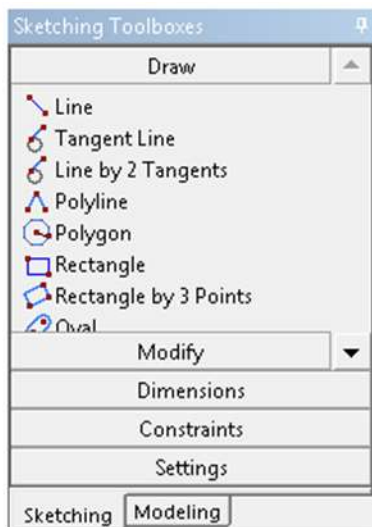 Sketching Toolboxes
Draw
Line
Tangent Line
Line by 2 Tangents
Polyline
Polygon
Rectangle
Rectangle by 3 Points
Oval
Modify
Dimensions
Constraints
Settings
Sketching Modeling